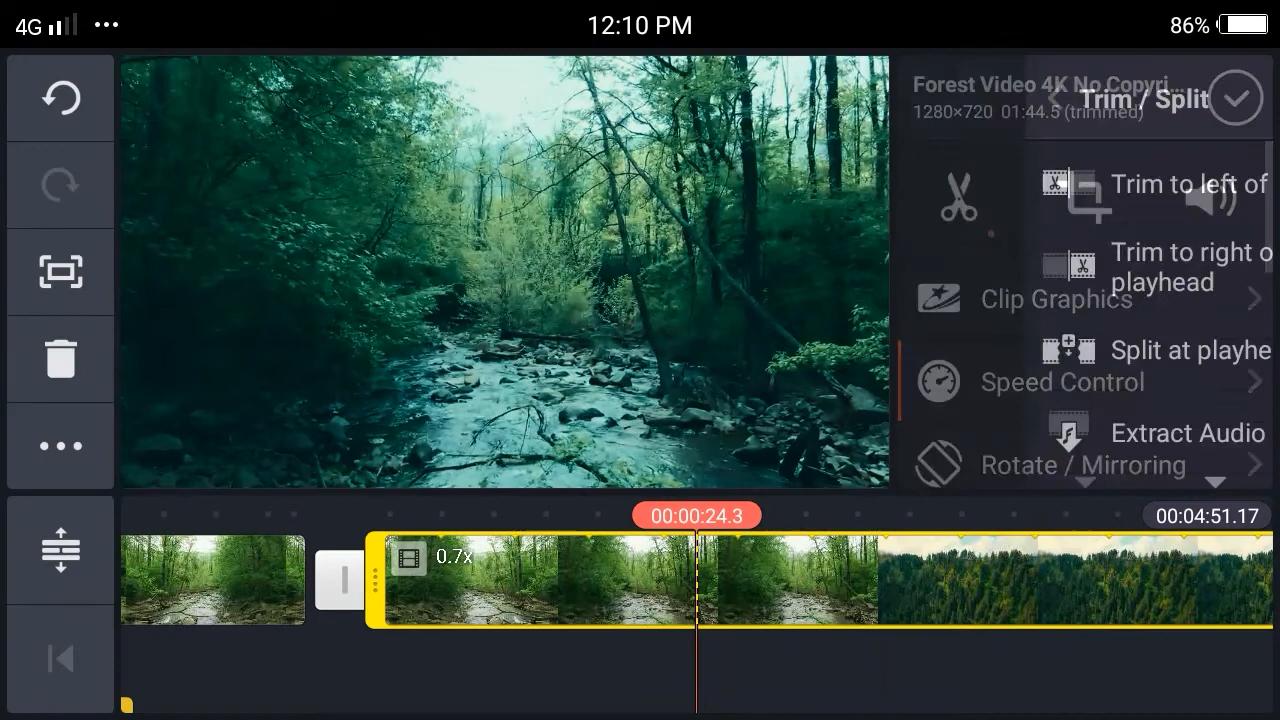 4G 12:10 PM 86%
Forest Video 4K No Copyri...
Trim / Split
1280×720 01:44.5 (trimmed)
Trim to left of
Trim to right o
playhead
Clip Graphics
Split at playhe
Speed Control
Extract Audio
Rotate / Mirroring
00:00:24.3
00:04:51.17
0.7x